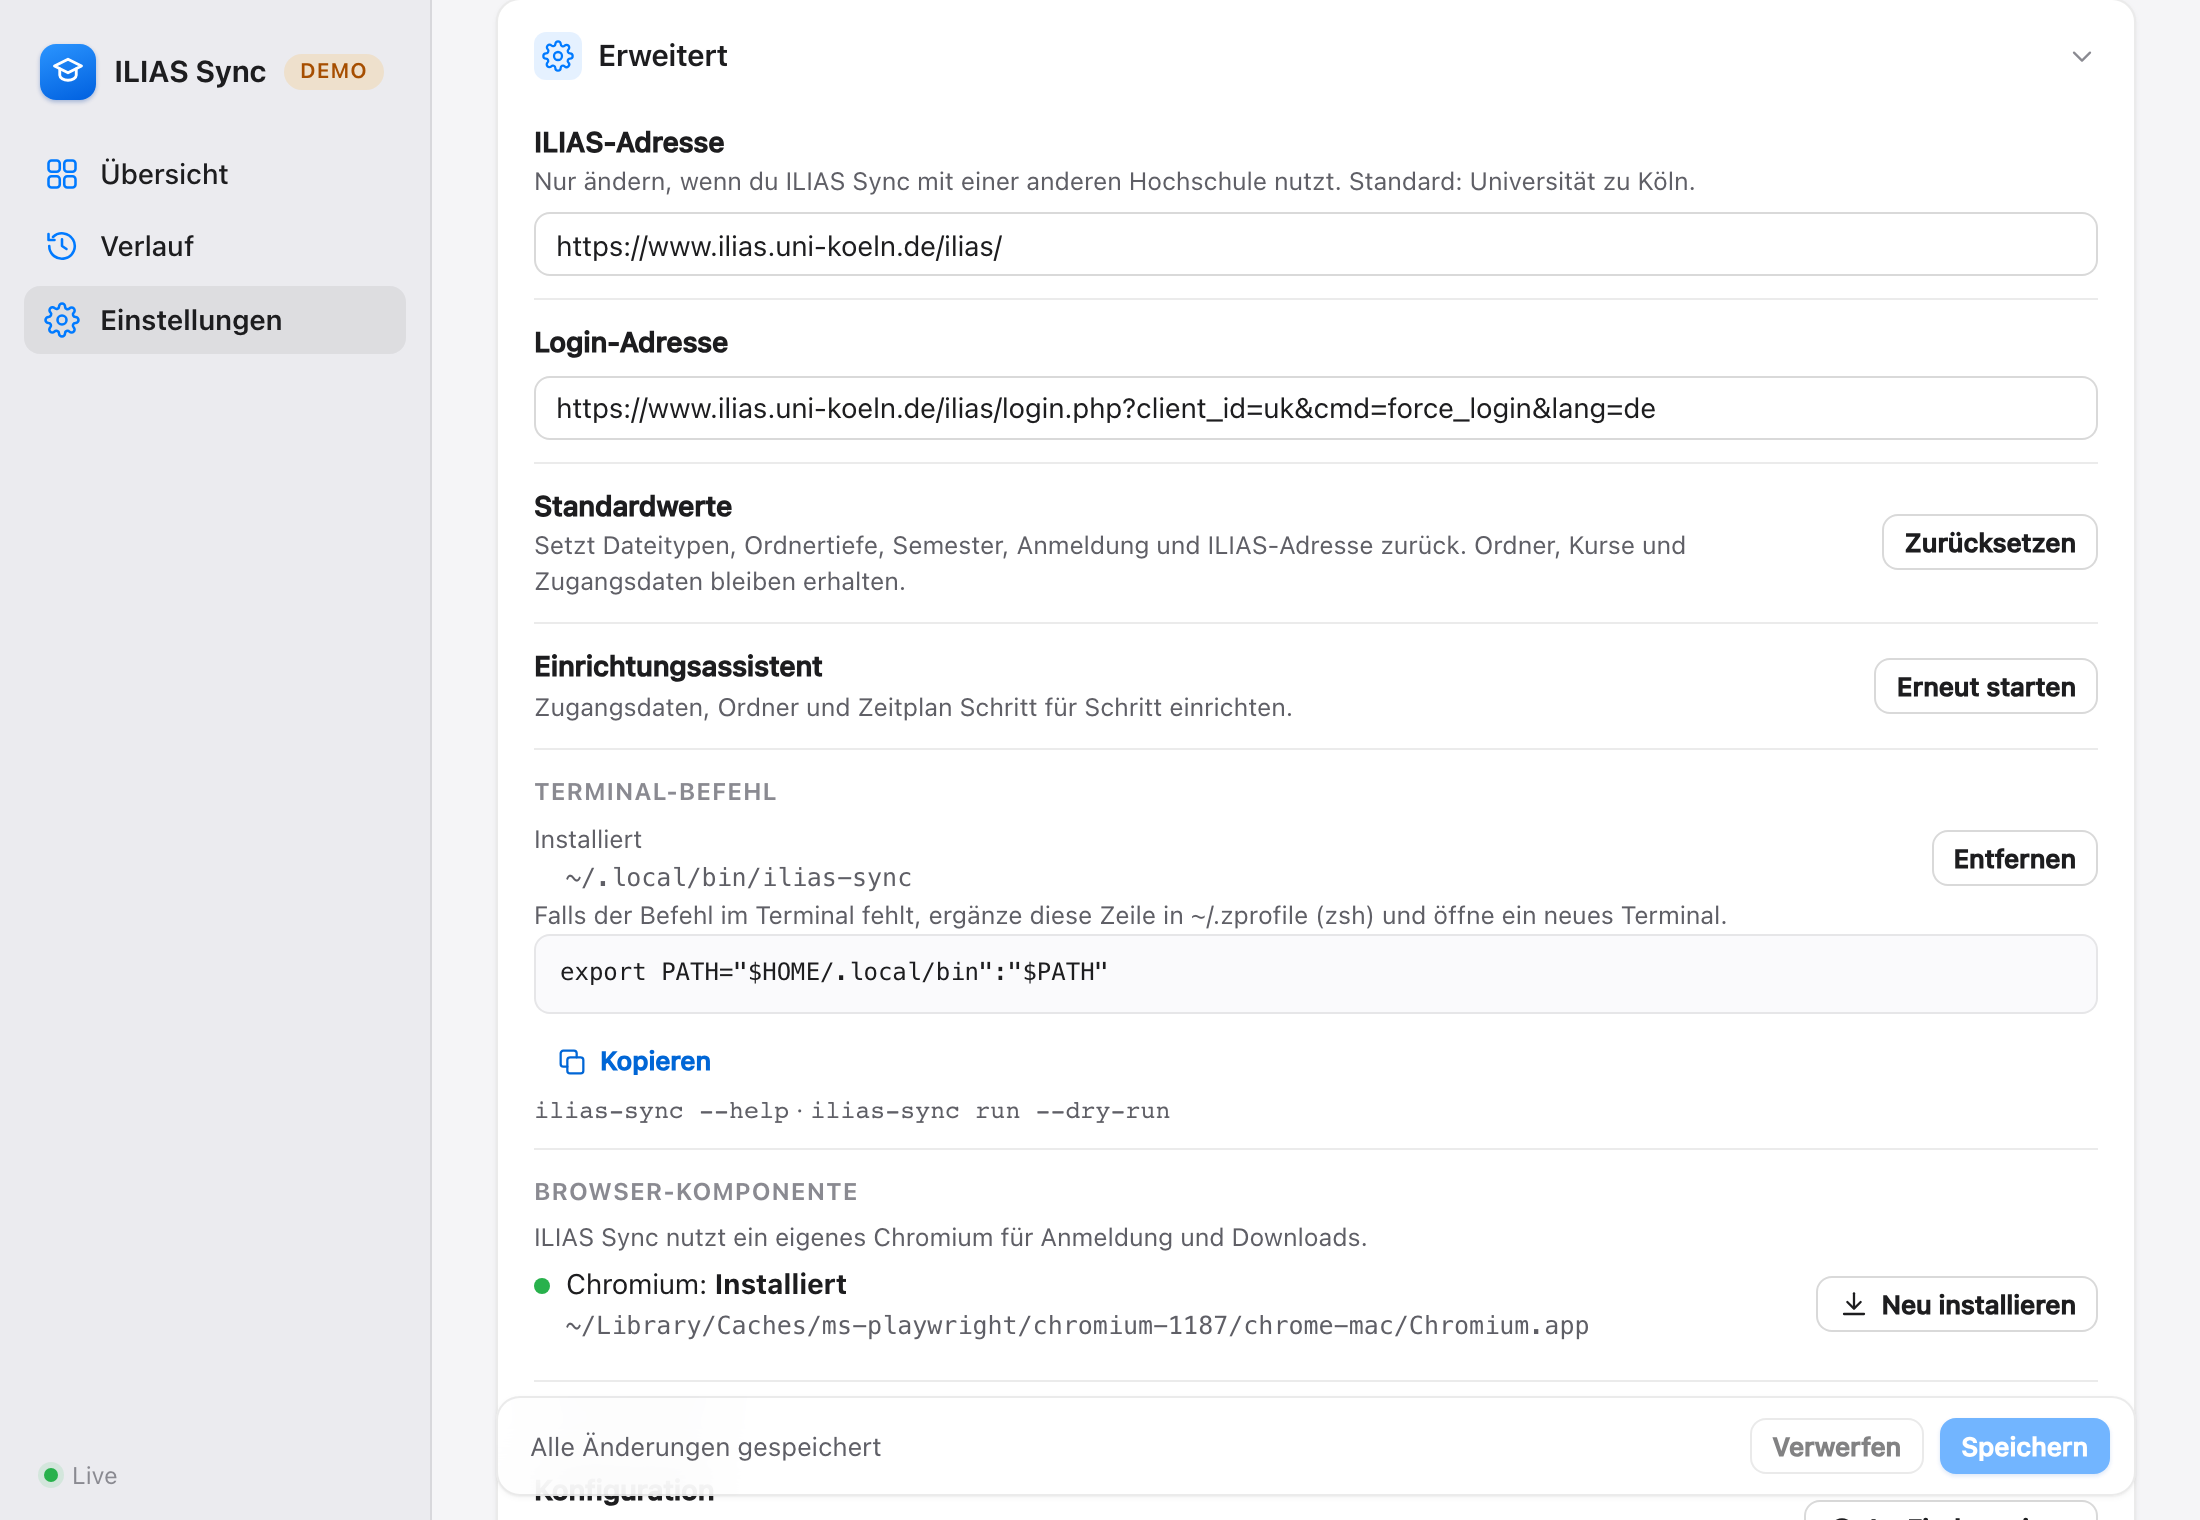 ILIAS Sync DEMO
Übersicht
Verlauf
Einstellungen
Live
Erweitert
ILIAS-Adresse
Nur ändern, wenn du ILIAS Sync mit einer anderen Hochschule nutzt. Standard: Universität zu Köln.
https://www.ilias.uni-koeln.de/ilias/
Login-Adresse
https://www.ilias.uni-koeln.de/ilias/login.php?client_id=uk&cmd=force_login&lang=de
Standardwerte
Setzt Dateitypen, Ordnertiefe, Semester, Anmeldung und ILIAS-Adresse zurück. Ordner, Kurse und
Zugangsdaten bleiben erhalten.
Zurücksetzen
Einrichtungsassistent
Zugangsdaten, Ordner und Zeitplan Schritt für Schritt einrichten.
Erneut starten
TERMINAL-BEFEHL
Installiert
~/.local/bin/ilias-sync
Entfernen
Falls der Befehl im Terminal fehlt, ergänze diese Zeile in ~/.zprofile (zsh) und öffne ein neues Terminal.
export PATH="$HOME/.local/bin":"$PATH"
Kopieren
ilias-sync --help · ilias-sync run --dry-run
BROWSER-KOMPONENTE
ILIAS Sync nutzt ein eigenes Chromium für Anmeldung und Downloads.
Chromium: Installiert
~/Library/Caches/ms-playwright/chromium-1187/chrome-mac/Chromium.app
Neu installieren
Alle Änderungen gespeichert
Verwerfen
Speichern
Konfiguration